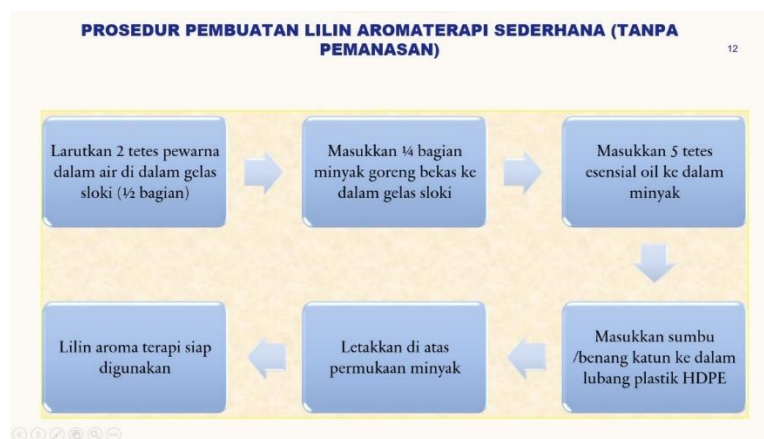 PROSEDUR PEMBUATAN LILIN AROMATERAPI SEDERHANA (TANPA
PEMANASAN)
12
Larutkan 2 tetes pewarna
dalam air di dalam gelas
sloki (½ bagian)
Masukkan ¼ bagian
minyak goreng bekas ke
dalam gelas sloki
Masukkan 5 tetes
esensial oil ke dalam
minyak
Masukkan sumbu
/benang katun ke dalam
lubang plastik HDPE
Letakkan di atas
permukaan minyak
Lilin aroma terapi siap
digunakan